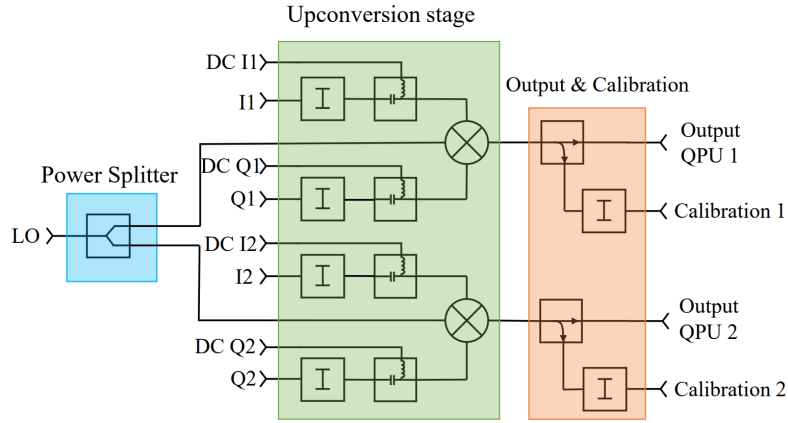 Upconversion stage
DC I1
I1
Output & Calibration
Output
QPU 1
DC Q1
Power Splitter
Q1
Calibration 1
LO
DC I2
I2
Output
QPU 2
DC Q2
Q2
Calibration 2